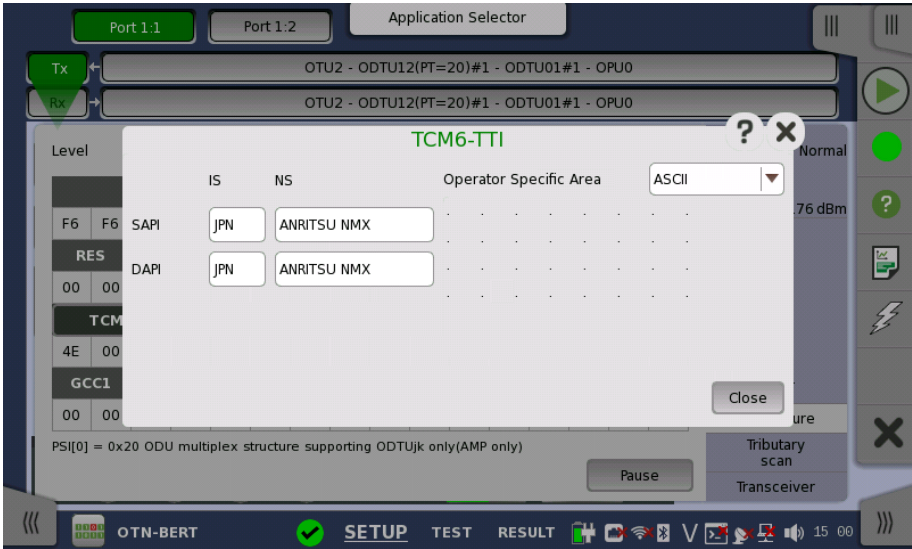 Application Selector
Port 1:1 Port 1:2
Tx OTU2 - ODTU12(PT=20)#1 - ODTU01#1 - OPU0
Rx OTU2 - ODTU12(PT=20)#1 - ODTU01#1 - OPU0
TCM6-TTI ?
Level Normal
IS NS Operator Specific Area ASCII
76 dBm
F6 F6 SAPI JPN ANRITSU NMX
RES
DAPI JPN ANRITSU NMX
00 00
TCM
4E 00
GCC1
Close
00 00 ure
PSI[0] = 0x20 ODU multiplex structure supporting ODTUjk only(AMP only)
Tributary
scan
Pause
Transceiver
OTN-BERT SETUP TEST RESULT 15 00